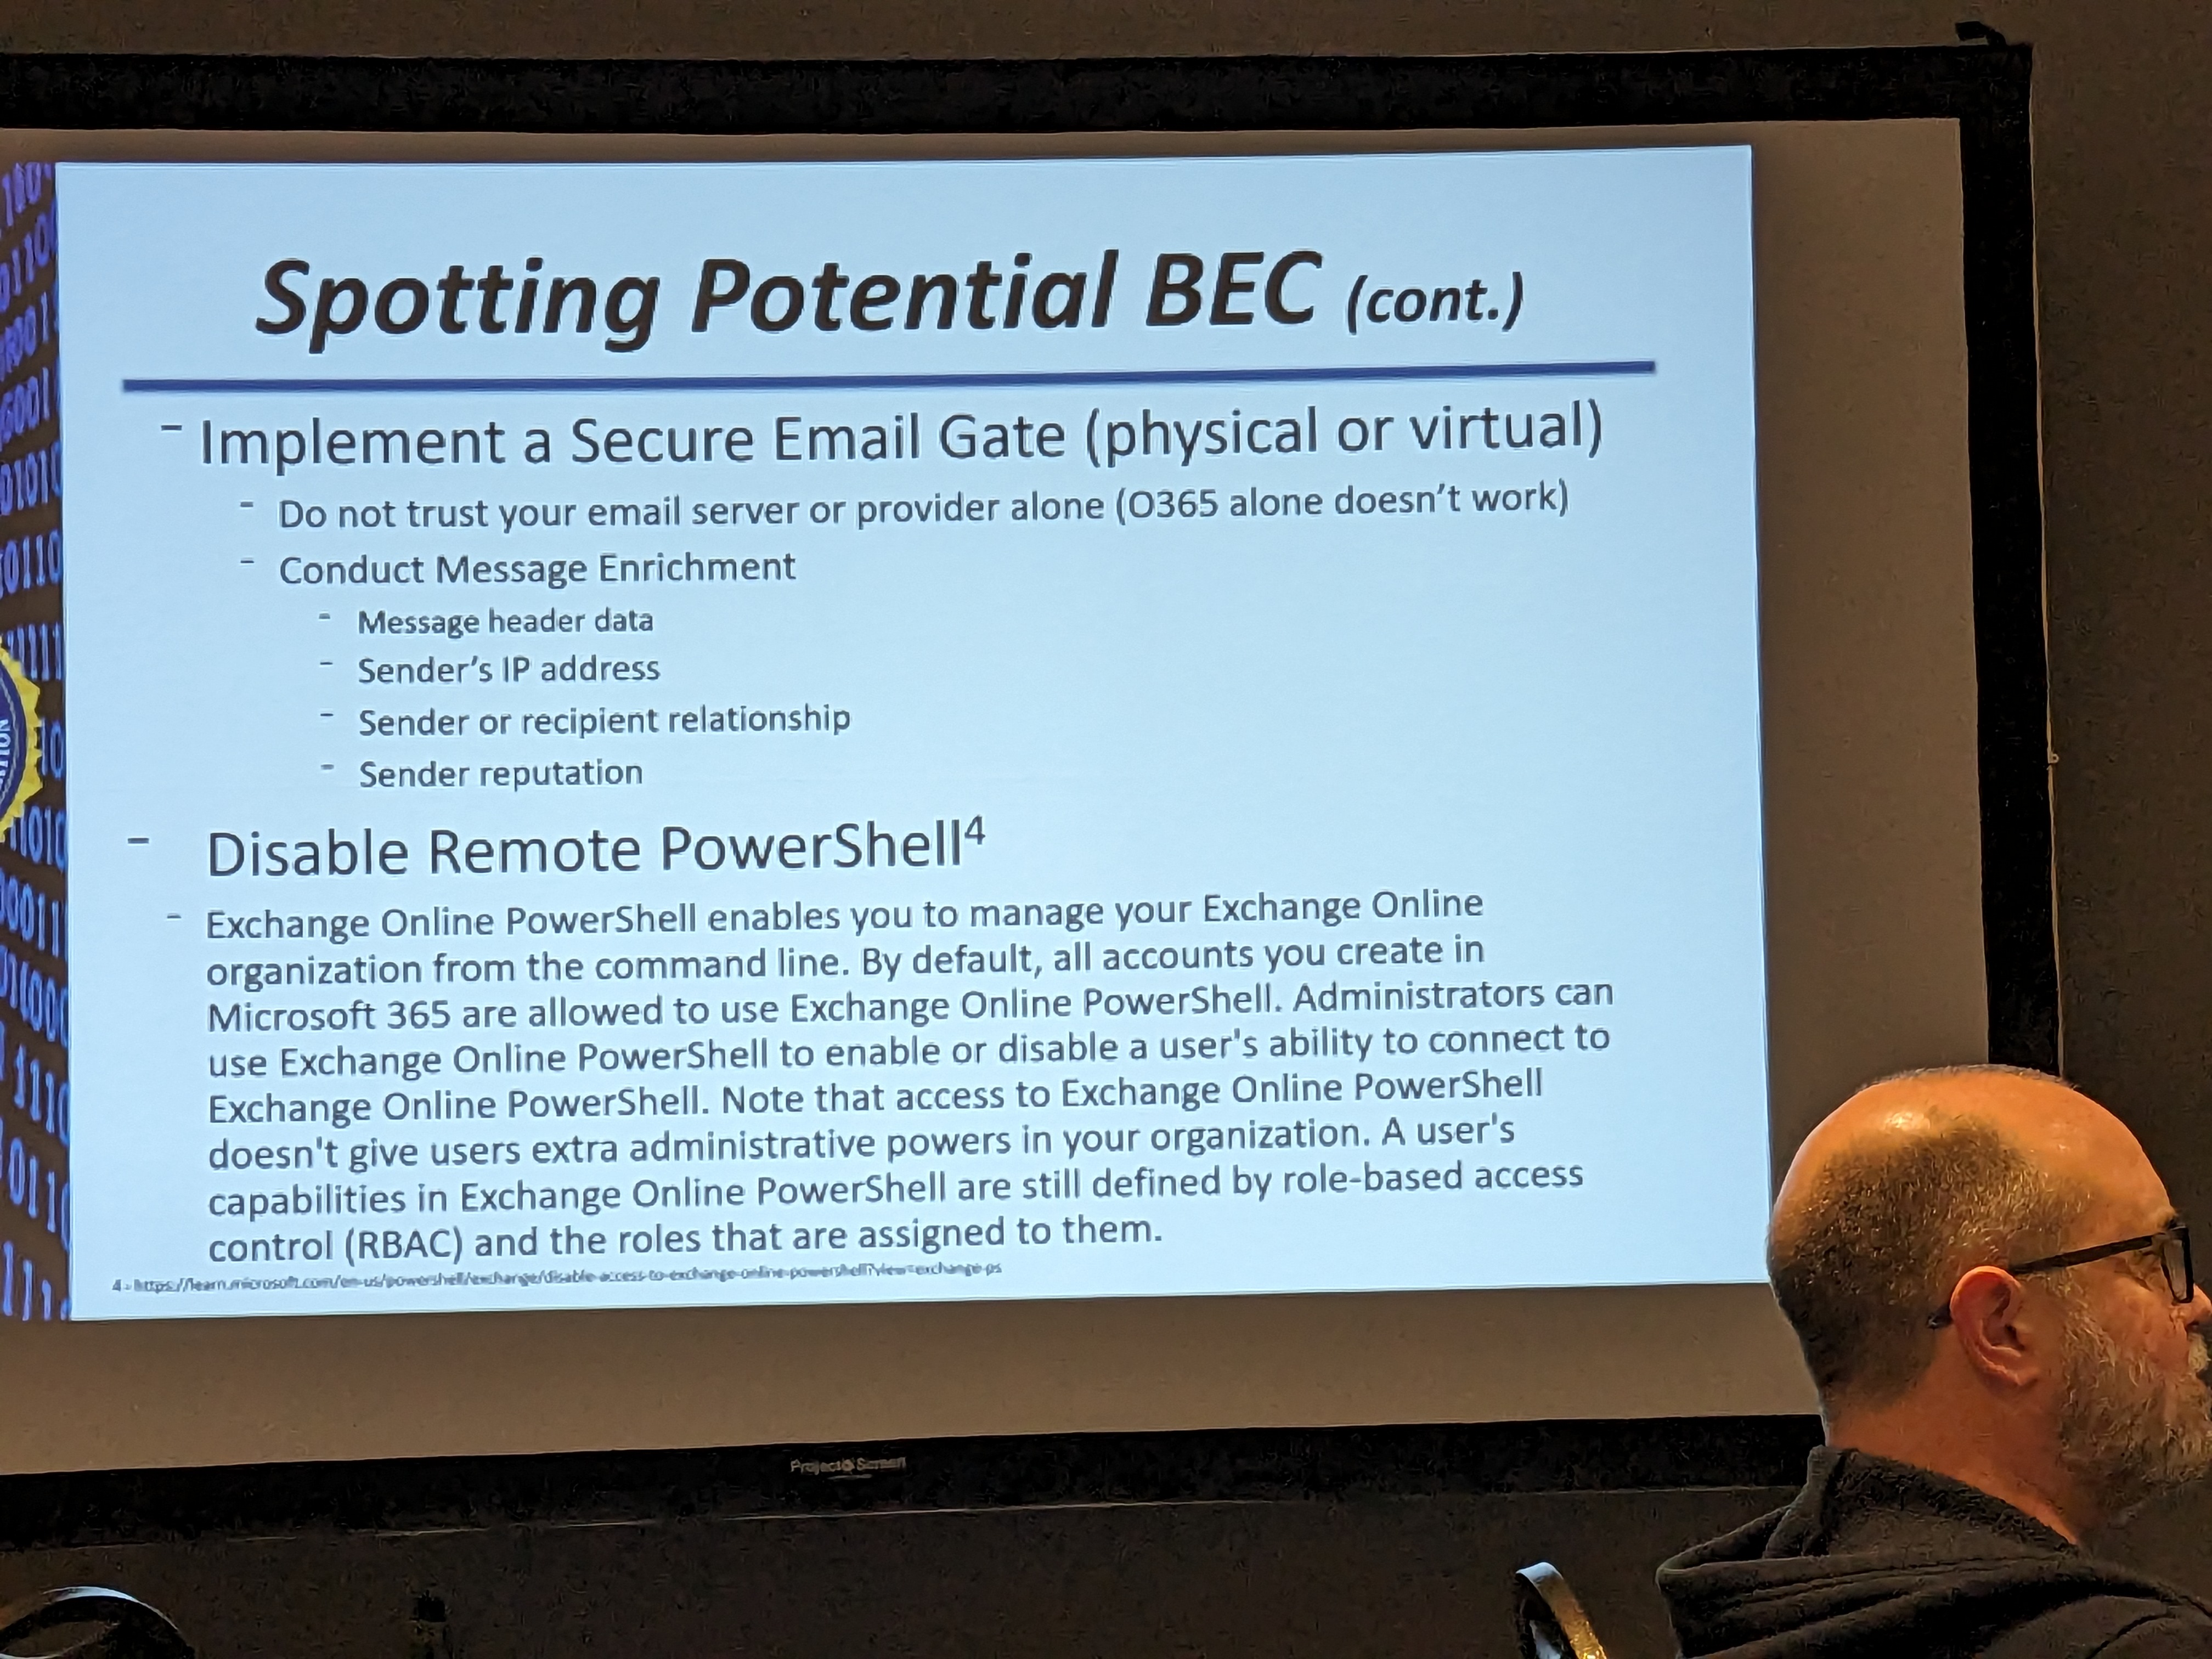 Spotting Potential BEC (cont.)
- Implement a Secure Email Gate (physical or virtual)
- Do not trust your email server or provider alone (O365 alone doesn’t work)
- Conduct Message Enrichment
- Message header data
- Sender’s IP address
- Sender or recipient relationship
- Sender reputation
- Disable Remote PowerShell⁴
- Exchange Online PowerShell enables you to manage your Exchange Online
organization from the command line. By default, all accounts you create in
Microsoft 365 are allowed to use Exchange Online PowerShell. Administrators can
use Exchange Online PowerShell to enable or disable a user's ability to connect to
Exchange Online PowerShell. Note that access to Exchange Online PowerShell
doesn't give users extra administrative powers in your organization. A user's
capabilities in Exchange Online PowerShell are still defined by role-based access
control (RBAC) and the roles that are assigned to them.
4 - https://learn.microsoft.com/en-us/powershell/exchange/disable-access-to-exchange-online-powershell?view=exchange-ps